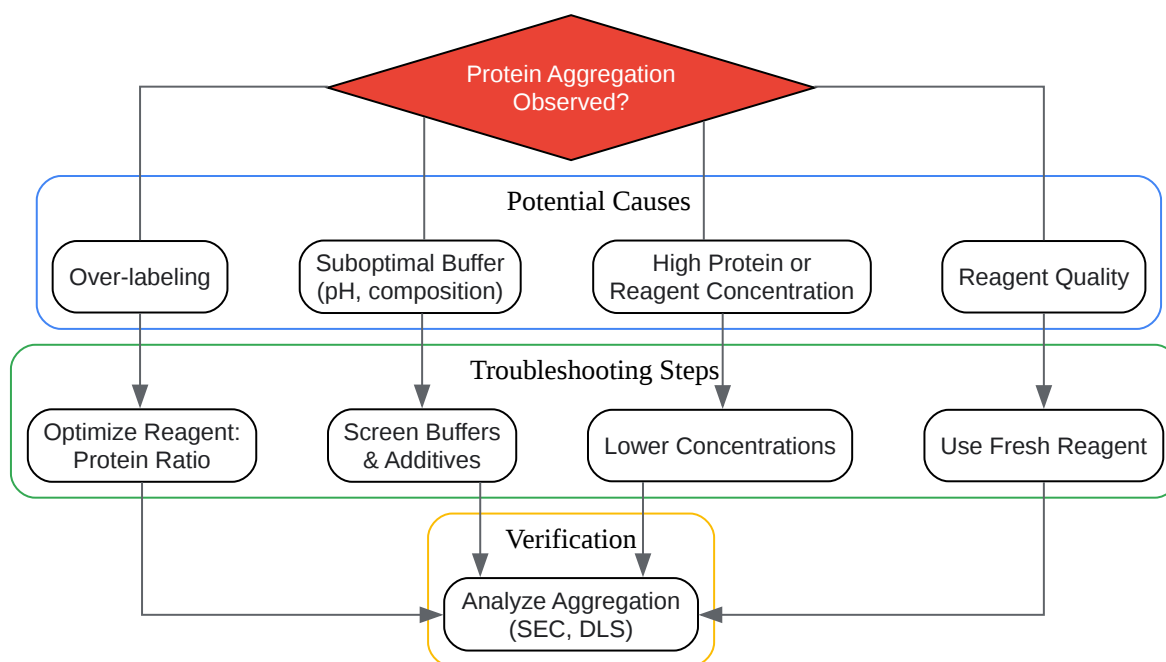 Protein Aggregation
Observed?
Potential Causes
Over-labeling
Suboptimal Buffer
(pH, composition)
High Protein or
Reagent Concentration
Reagent Quality
Troubleshooting Steps
Optimize Reagent:
Protein Ratio
Screen Buffers
& Additives
Lower Concentrations
Use Fresh Reagent
Verification
Analyze Aggregation
(SEC, DLS)